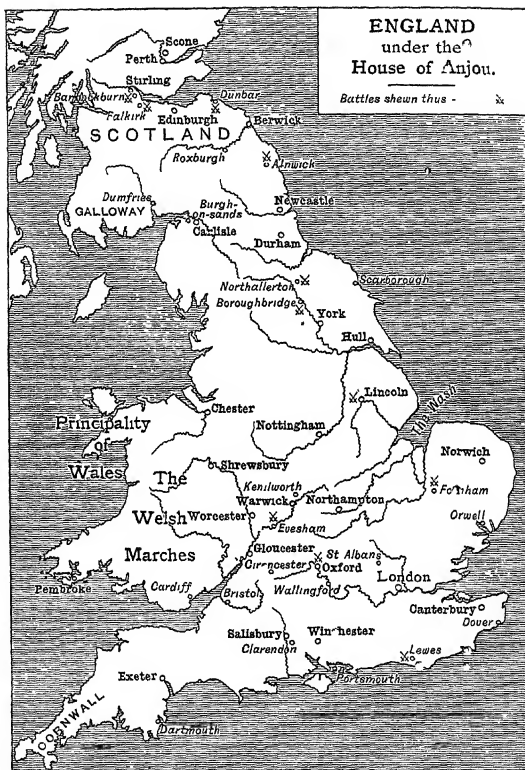 ENGLAND
under the
House of Anjou.
Battles shewn thus -
Scone
Perth
Stirling
Bannockburn
Dunbar
Falkirk
Edinburgh
Berwick
SCOTLAND
Roxburgh
Alnwick
Dumfries
Burgh-
on-sands
Newcastle
GALLOWAY
Carlisle
Durham
Northallerton
Scarborough
Boroughbridge
York
Hull
Lincoln
The Wash
Chester
Principality
of
Wales
Nottingham
Norwich
Shrewsbury
The
Kenilworth
Warwick
Northampton
Fornham
Welsh
Worcester
Evesham
Orwell
Marches
Gloucester
St Albans
Cirencester
Oxford
Pembroke
Cardiff
Wallingford
London
Bristol
Canterbury
Dover
Salisbury
Winchester
Clarendon
Lewes
Exeter
Portsmouth
CORNWALL
Dartmouth